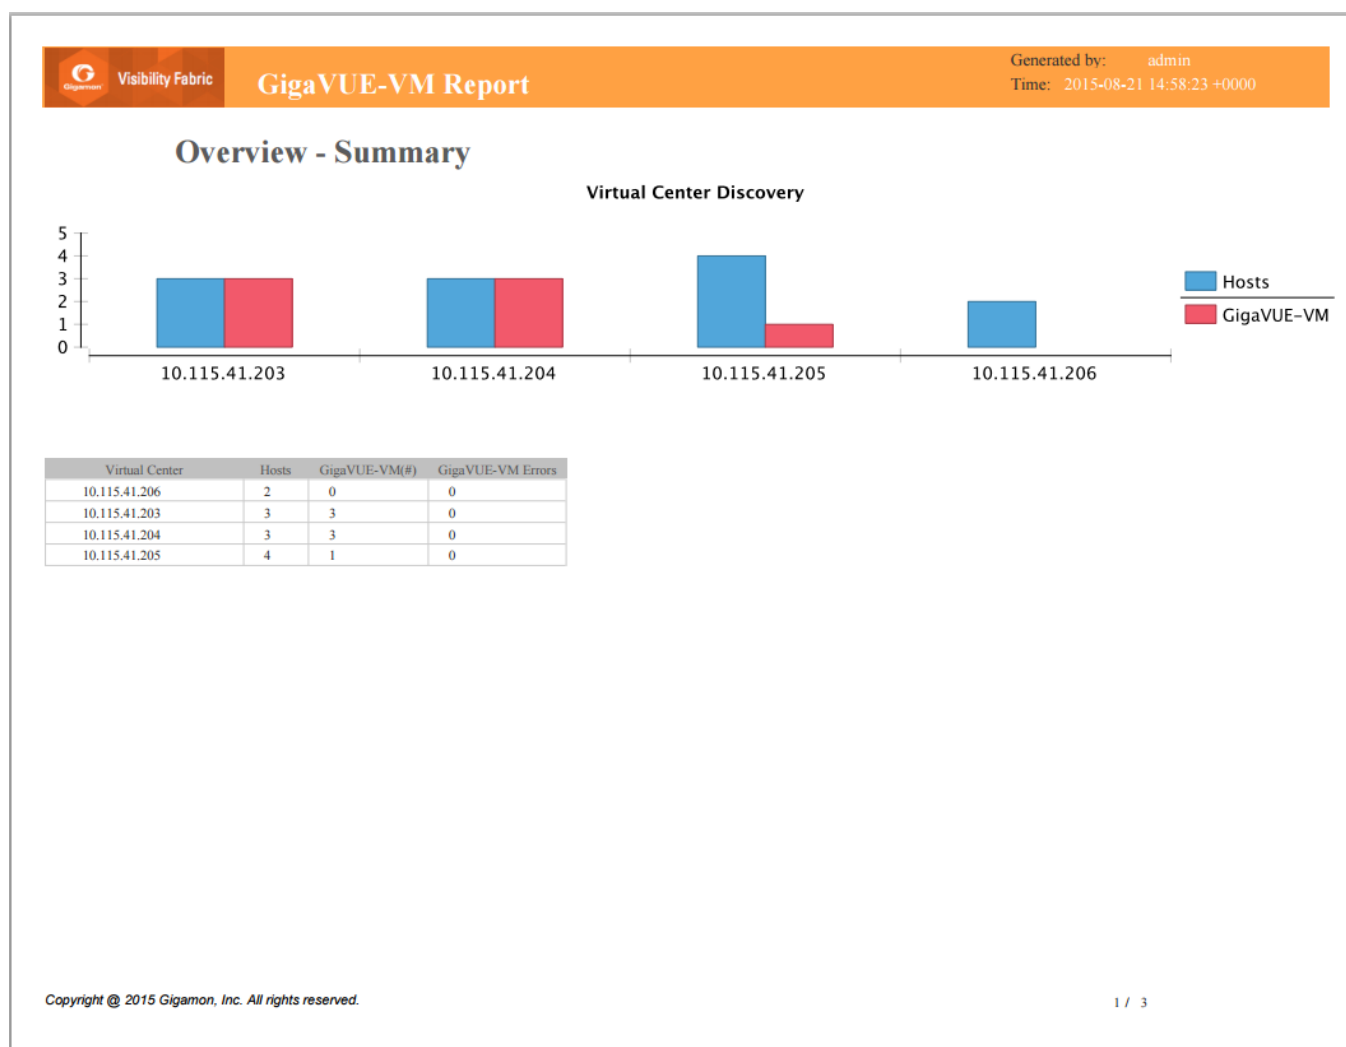 G
Gigamon®
Visibility Fabric
GigaVUE-VM Report
Generated by: admin
Time: 2015-08-21 14:58:23 +0000
Overview - Summary
Virtual Center Discovery
5
4
3
2
1
0
10.115.41.203 10.115.41.204 10.115.41.205 10.115.41.206
Hosts
GigaVUE-VM
Virtual Center Hosts GigaVUE-VM(#) GigaVUE-VM Errors
10.115.41.206 2 0 0
10.115.41.203 3 3 0
10.115.41.204 3 3 0
10.115.41.205 4 1 0
Copyright @ 2015 Gigamon, Inc. All rights reserved.
1 / 3